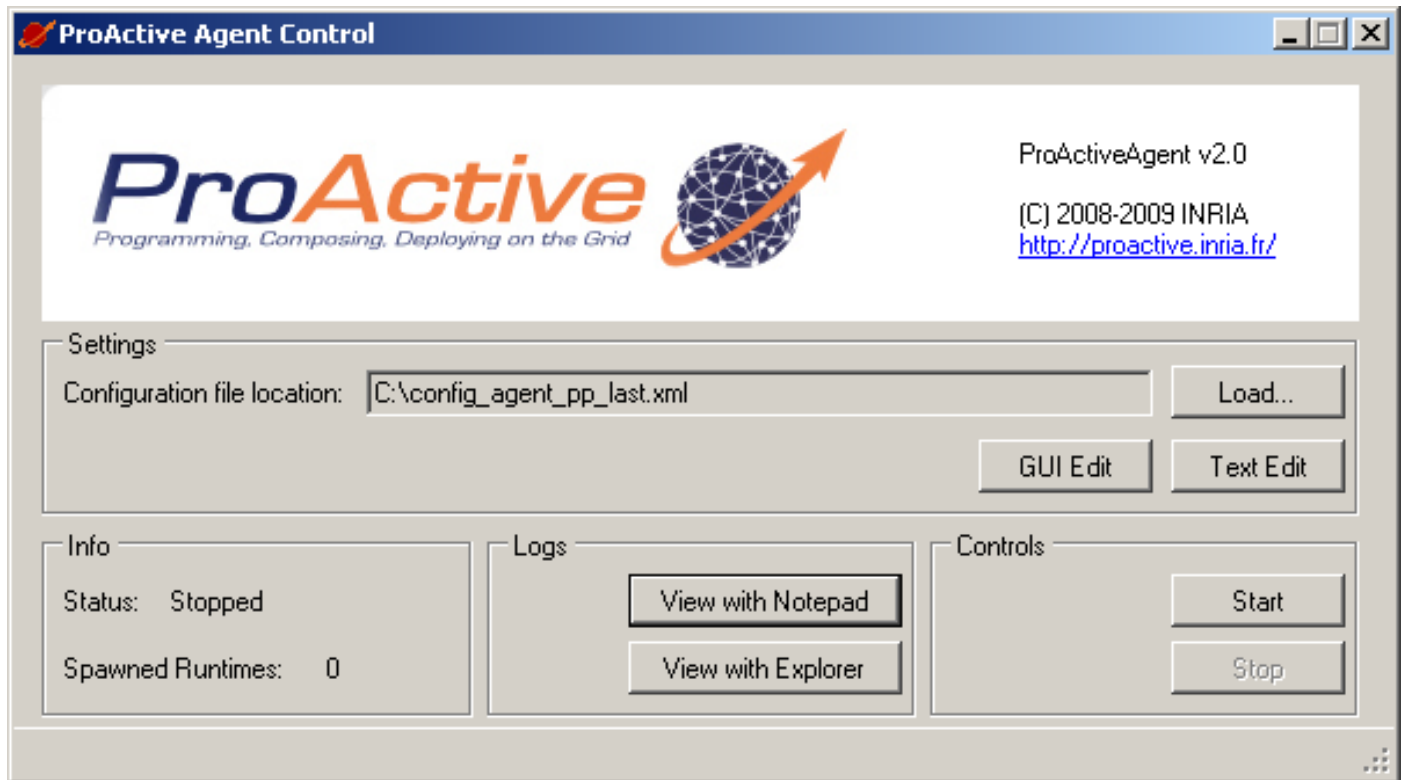 ProActive Agent Control
ProActive
Programming, Composing, Deploying on the Grid
ProActiveAgent v2.0
(C) 2008-2009 INRIA
http://proactive.inria.fr/
Settings
Configuration file location: C:\config_agent_pp_last.xml Load...
GUI Edit Text Edit
Info
Status: Stopped
Spawned Runtimes: 0
Logs
View with Notepad
View with Explorer
Controls
Start
Stop